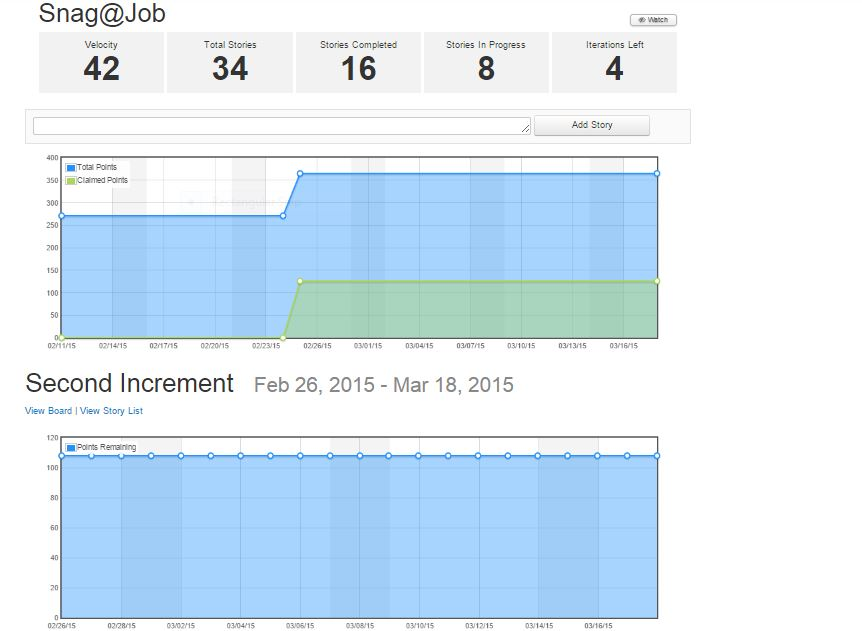 Snag@Job
Watch
Velocity
42
Total Stories
34
Stories Completed
16
Stories In Progress
8
Iterations Left
4
Add Story
Total Points
Claimed Points
400
350
300
250
200
150
100
50
0
02/11/15 02/14/15 02/17/15 02/20/15 02/23/15 02/26/15 03/01/15 03/04/15 03/07/15 03/10/15 03/13/15 03/16/15
Second Increment Feb 26, 2015 - Mar 18, 2015
View Board | View Story List
Points Remaining
120
100
80
60
40
20
0
02/26/15 02/28/15 03/02/15 03/04/15 03/06/15 03/08/15 03/10/15 03/12/15 03/14/15 03/16/15